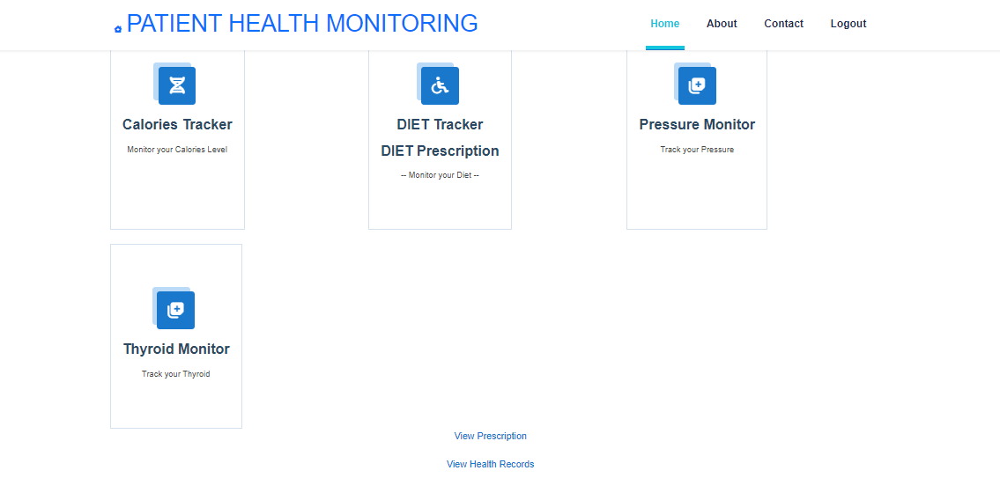 PATIENT HEALTH MONITORING
Home About Contact Logout
Calories Tracker
Monitor your Calories Level
DIET Tracker
DIET Prescription
-- Monitor your Diet --
Pressure Monitor
Track your Pressure
Thyroid Monitor
Track your Thyroid
View Prescription
View Health Records